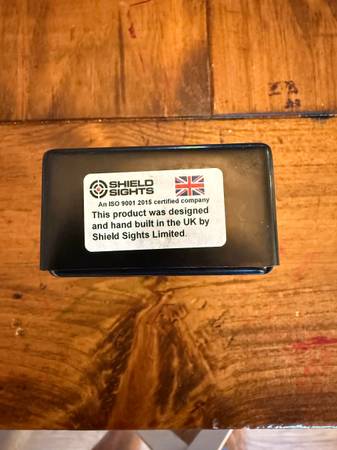 SHIELD
SIGHTS
An ISO 9001 2015 certified company
This product was designed
and hand built in the UK by
Shield Sights Limited.